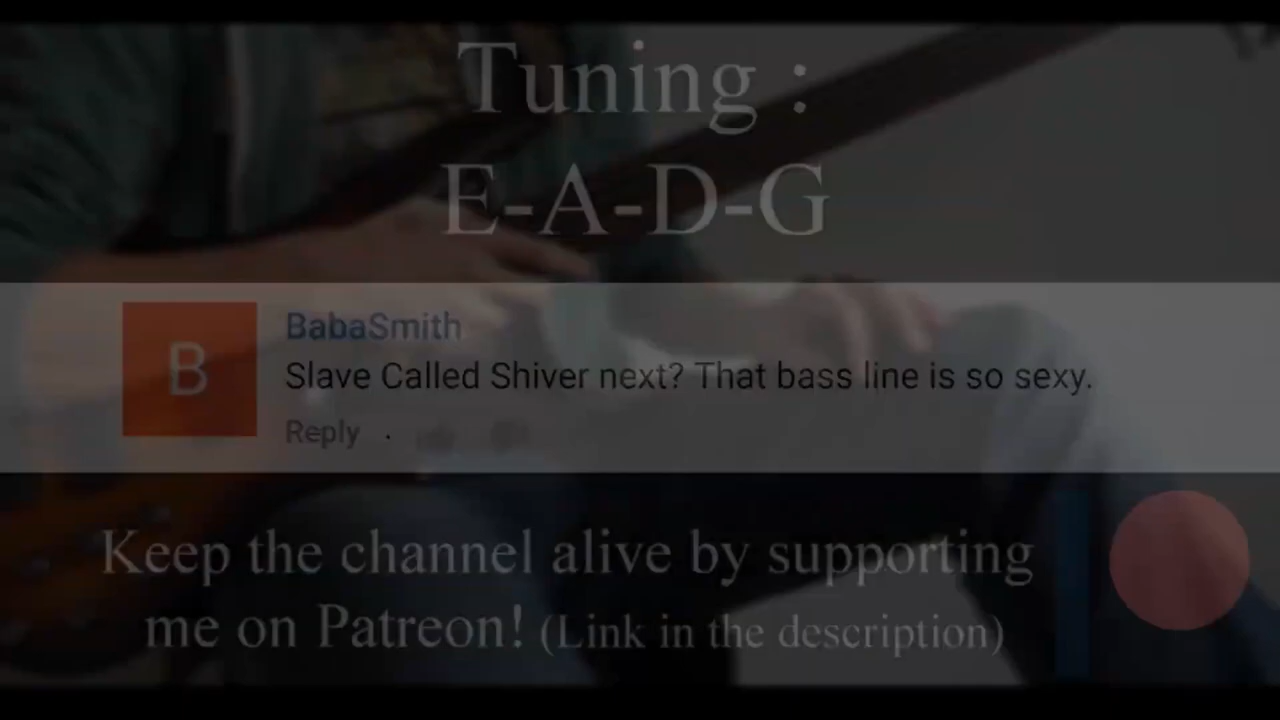 Tuning :
E-A-D-G
B
BabaSmith
Slave Called Shiver next? That bass line is so sexy.
Reply ·
Keep the channel alive by supporting
me on Patreon! (Link in the description)